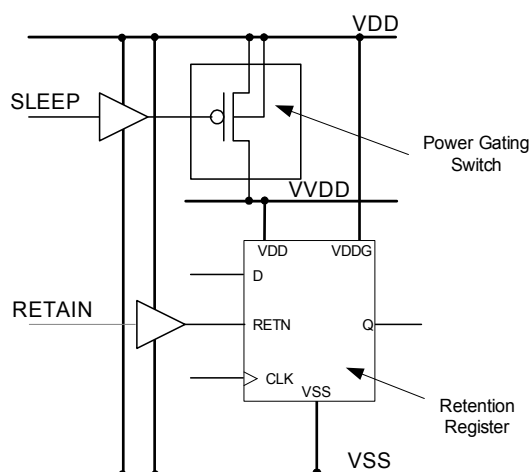 VDD
SLEEP
Power Gating
Switch
VVDD
VDD
VDDG
D
RETAIN
RETN
Q
CLK
VSS
Retention
Register
VSS